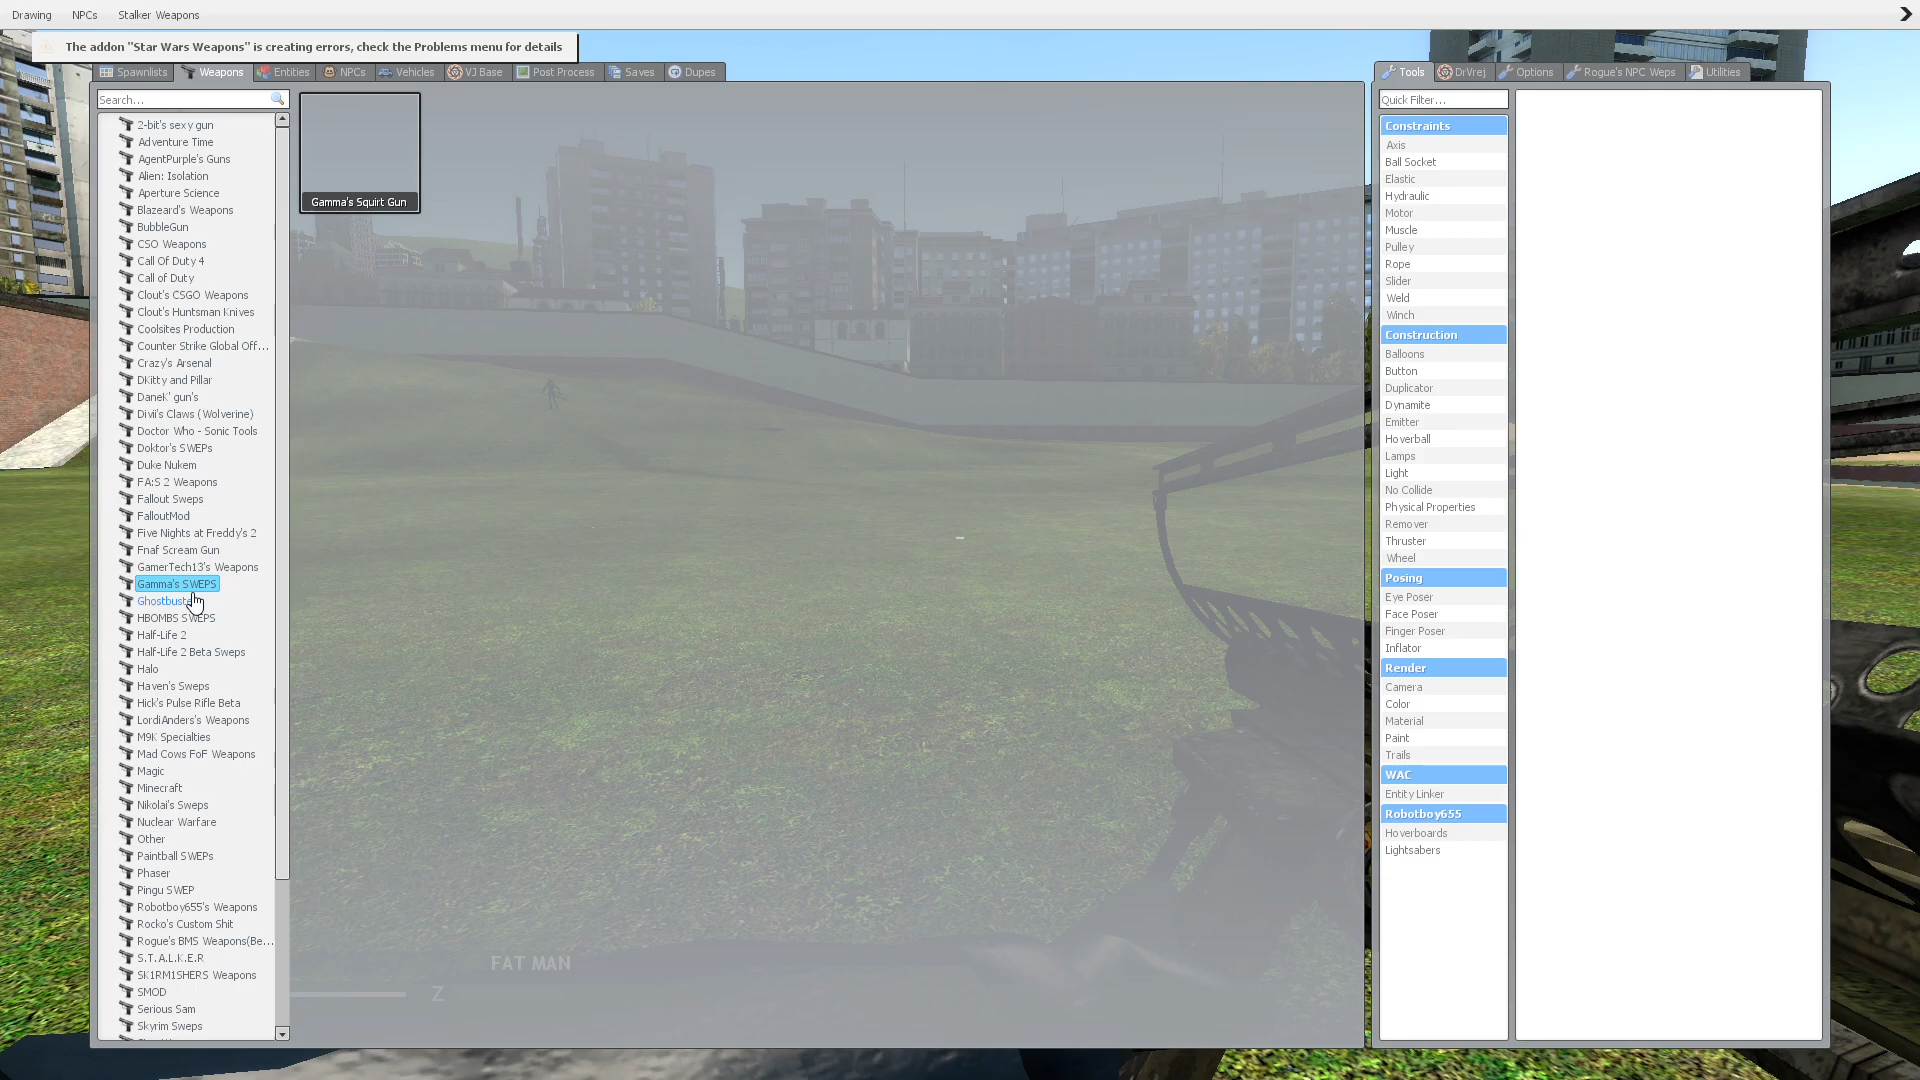 Drawing
NPCs
Stalker Weapons
The addon "Star Wars Weapons" is creating errors, check the Problems menu for details
Spawnlists
Weapons
Entities
NPCs
Vehicles
VJ Base
Post Process
Saves
Dupes
Search...
2-bit's sexy gun
Adventure Time
AgentPurple's Guns
Alien: Isolation
Aperture Science
Blazeard's Weapons
BubbleGun
CSO Weapons
Call Of Duty 4
Call of Duty
Clout's CSGO Weapons
Clout's Huntsman Knives
Coolsites Production
Counter Strike Global Off...
Crazy's Arsenal
DKitty and Pillar
DaneK' gun's
Divii's Claws (Wolverine)
Doctor Who - Sonic Tools
Doktor's SWEPs
Duke Nukem
FA:S 2 Weapons
Fallout Sweps
FalloutMod
Five Nights at Freddy's 2
Fnaf Scream Gun
GamerTech13's Weapons
Gamma's SWEPS
HBOMBS SWEPS
Half-Life 2
Half-Life 2 Beta Sweps
Halo
Haven's Sweps
Hick's Pulse Rifle Beta
LordiAnders's Weapons
M9K Specialties
Mad Cows FoF Weapons
Magic
Minecraft
Nikolai's Sweps
Nuclear Warfare
Other
Paintball SWEPs
Phaser
Pingu SWEP
Robotboy655's Weapons
Rocko's Custom Shit
Rogue's BMS Weapons(Be...
S.T.A.L.K.E.R
SK1RM1SHERS Weapons
SMOD
Serious Sam
Skyrim Sweps
Gamma's Squirt Gun
FAT MAN
Z
Tools
DrVrej
Options
Rogue's NPC Weps
Utilities
Quick Filter...
Constraints
Axis
Ball Socket
Elastic
Hydraulic
Motor
Muscle
Pulley
Rope
Slider
Weld
Winch
Construction
Balloons
Button
Duplicator
Dynamite
Emitter
Hoverball
Lamps
Light
No Collide
Physical Properties
Remover
Thruster
Wheel
Posing
Eye Poser
Face Poser
Finger Poser
Inflator
Render
Camera
Color
Material
Paint
Trails
WAC
Entity Linker
Robotboy655
Hoverboards
Lightsabers